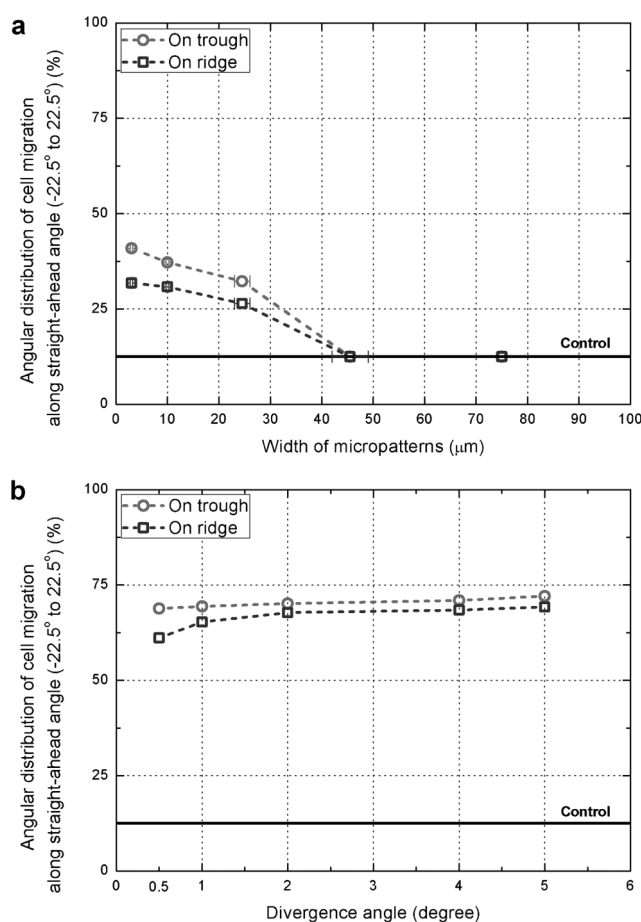 a
100
75
50
25
0
On trough
On ridge
Control
0 10 20 30 40 50 60 70 80 90 100
Width of micropatterns (μm)
Angular distribution of cell migration
along straight-ahead angle (-22.5° to 22.5°) (%)
b
100
75
50
25
0
On trough
On ridge
Control
0 0.5 1 2 3 4 5 6
Divergence angle (degree)
Angular distribution of cell migration
along straight-ahead angle (-22.5° to 22.5°) (%)